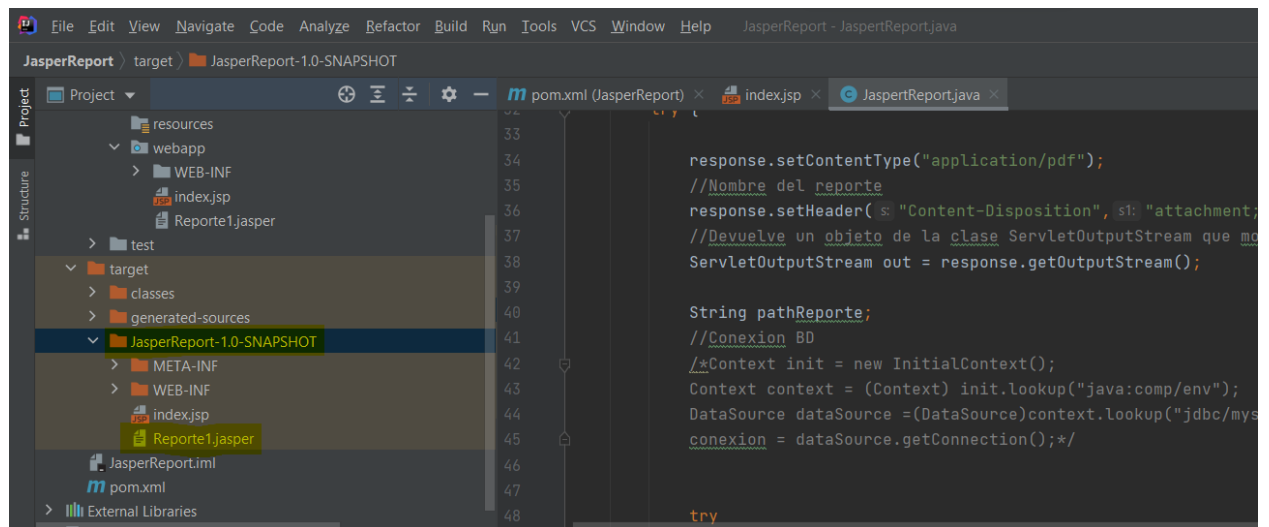 File Edit View Navigate Code Analyze Refactor Build Run Tools VCS Window Help JasperReport - JaspertReport.java
JasperReport 〉 target 〉 JasperReport-1.0-SNAPSHOT
Project
Structure
Project
resources
webapp
WEB-INF
index.jsp
Reporte1.jasper
test
target
classes
generated-sources
JasperReport-1.0-SNAPSHOT
META-INF
WEB-INF
index.jsp
Reporte1.jasper
JasperReport.iml
pom.xml
External Libraries
pom.xml (JasperReport) × index.jsp × JaspertReport.java ×
32 try {
33
34 response.setContentType("application/pdf");
35 //Nombre del reporte
36 response.setHeader( s: "Content-Disposition", s1: "attachment;
37 //Devuelve un objeto de la clase ServletOutputStream que mo
38 ServletOutputStream out = response.getOutputStream();
39
40 String pathReporte;
41 //Conexion BD
42 /*Context init = new InitialContext();
43 Context context = (Context) init.lookup("java:comp/env");
44 DataSource dataSource =(DataSource)context.lookup("jdbc/mys
45 conexion = dataSource.getConnection();*/
46
47
48 try